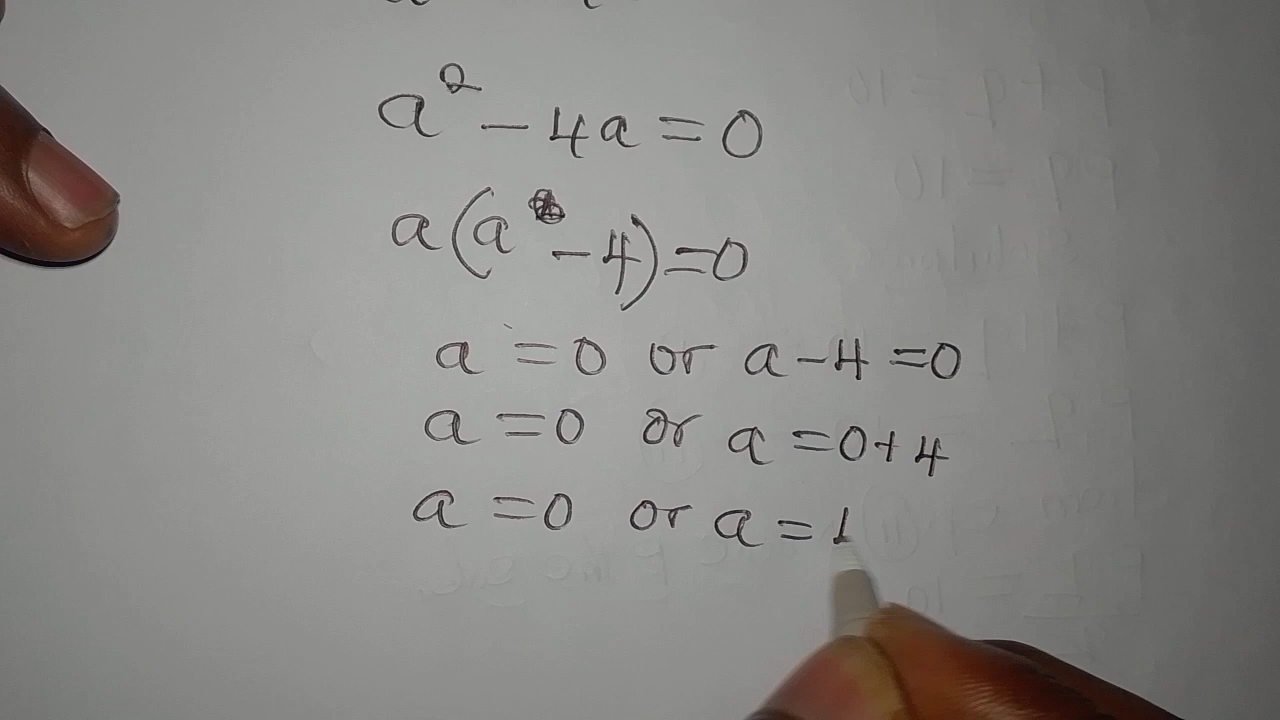 a² - 4a = 0
a(a - 4) = 0
a = 0 or a - 4 = 0
a = 0 or a = 0 + 4
a = 0 or a =